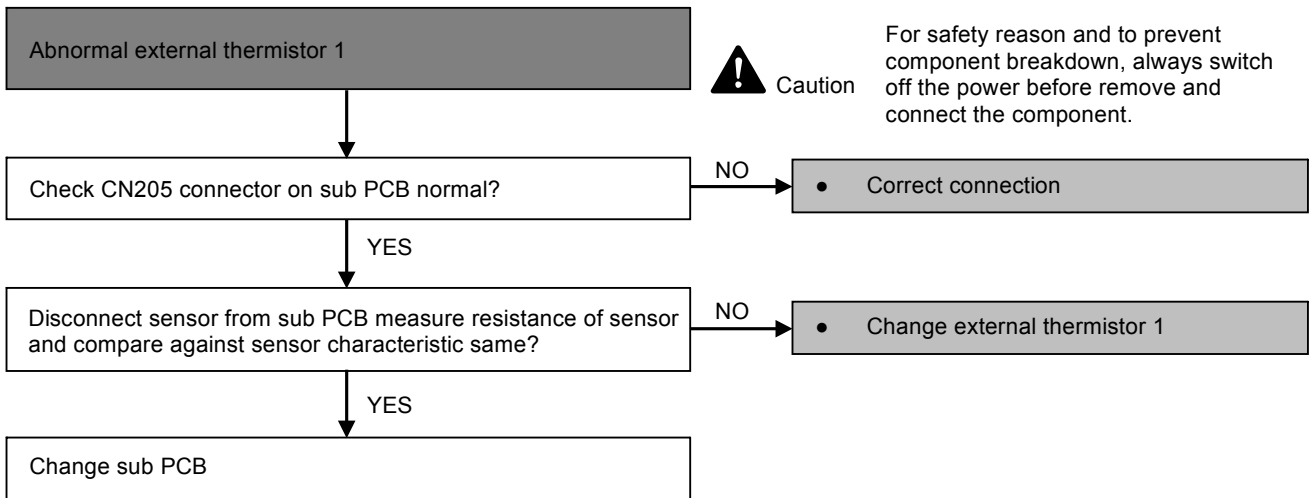 Abnormal external thermistor 1
Caution
For safety reason and to prevent
component breakdown, always switch
off the power before remove and
connect the component.
Check CN205 connector on sub PCB normal?
NO
● Correct connection
YES
Disconnect sensor from sub PCB measure resistance of sensor
and compare against sensor characteristic same?
NO
● Change external thermistor 1
YES
Change sub PCB